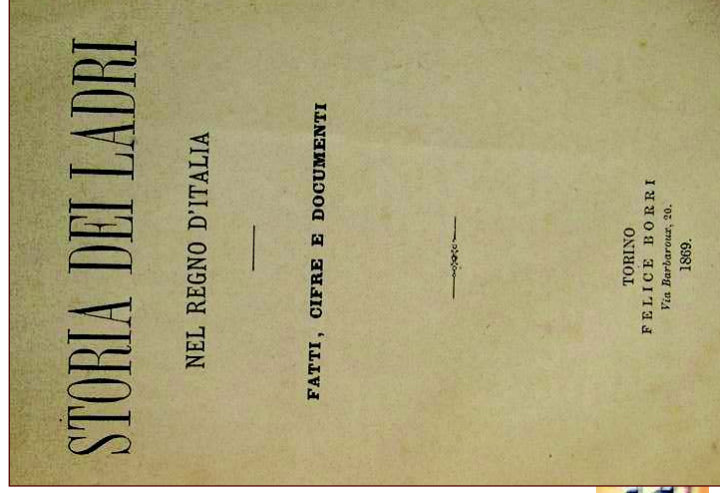 STORIA DEI LADRI
NEL REGNO D'ITALIA
FATTI, CIFRE E DOCUMENTI
TORINO
FELICE BORRI
Via Barbaroux, 20.
1869.